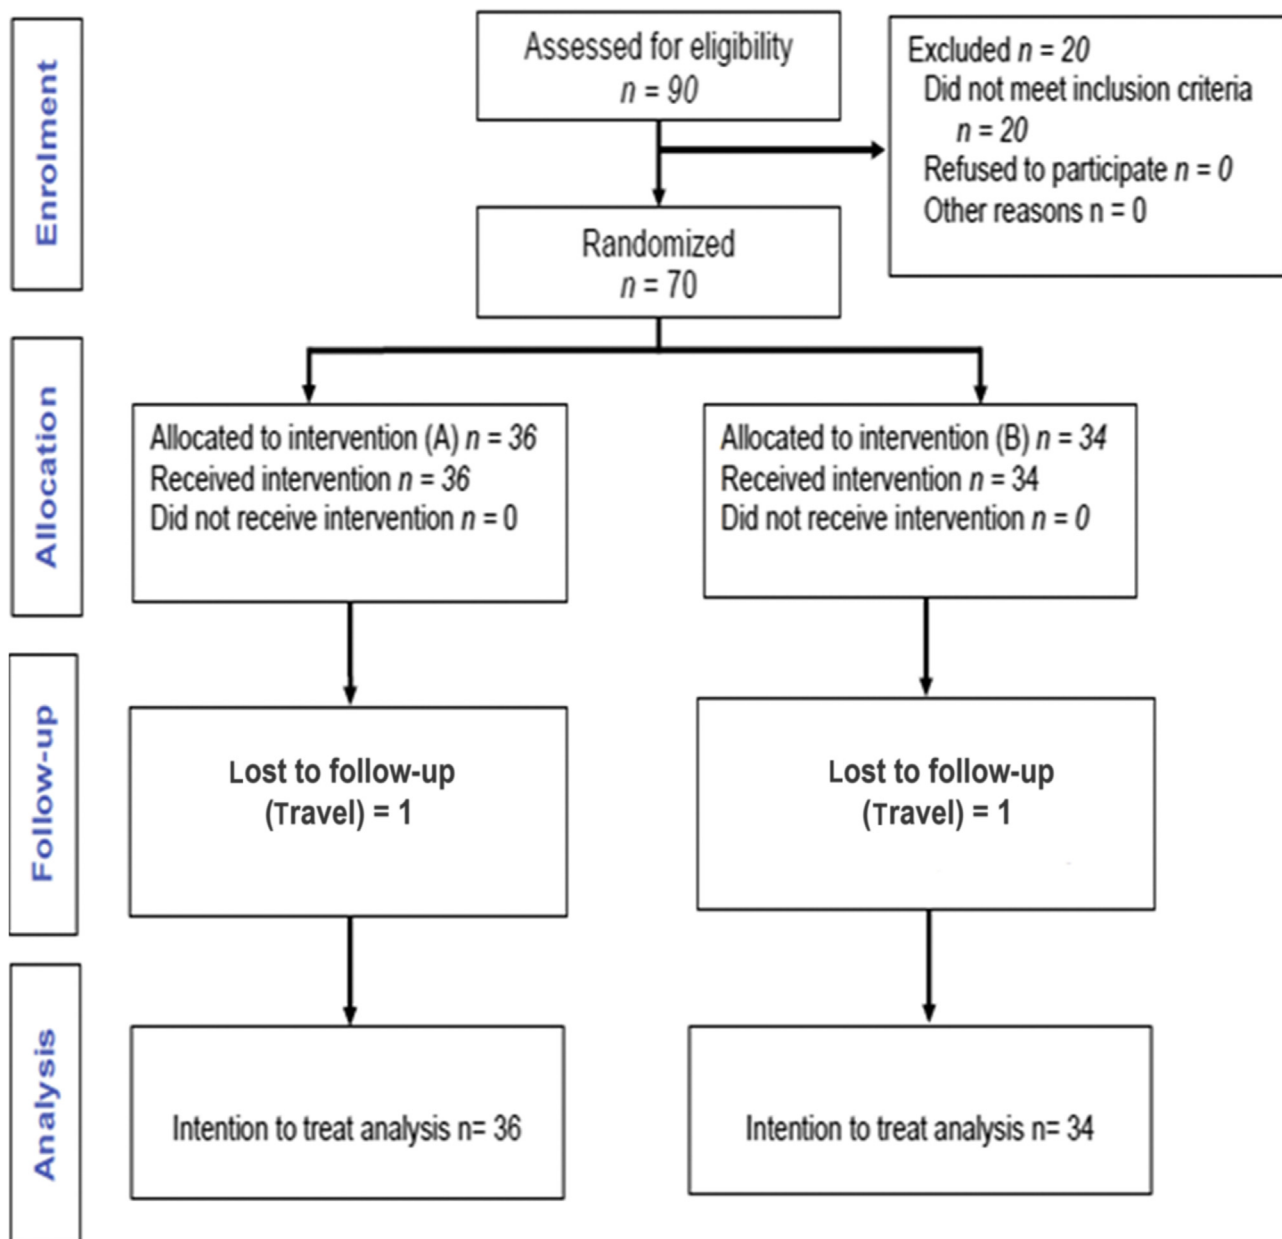 Enrolment
Assessed for eligibility
n = 90
Excluded n = 20
Did not meet inclusion criteria
n = 20
Refused to participate n = 0
Other reasons n = 0
Randomized
n = 70
Allocation
Allocated to intervention (A) n = 36
Received intervention n = 36
Did not receive intervention n = 0
Allocated to intervention (B) n = 34
Received intervention n = 34
Did not receive intervention n = 0
Follow-up
Lost to follow-up
(Travel) = 1
Lost to follow-up
(Travel) = 1
Analysis
Intention to treat analysis n= 36
Intention to treat analysis n= 34